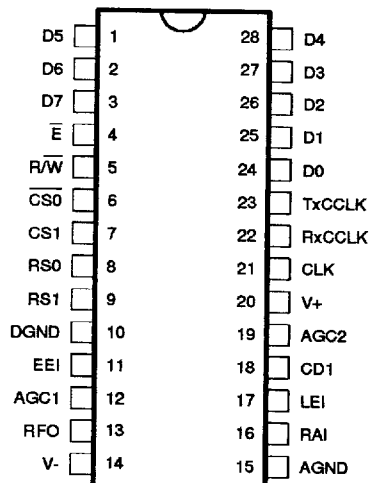 D5 1 28 D4
D6 2 27 D3
D7 3 26 D2
E̅ 4 25 D1
R/W̅ 5 24 D0
C̅S̅0̅ 6 23 TxCCLK
CS1 7 22 RxCCLK
RS0 8 21 CLK
RS1 9 20 V+
DGND 10 19 AGC2
EEI 11 18 CD1
AGC1 12 17 LEI
RFO 13 16 RAI
V- 14 15 AGND